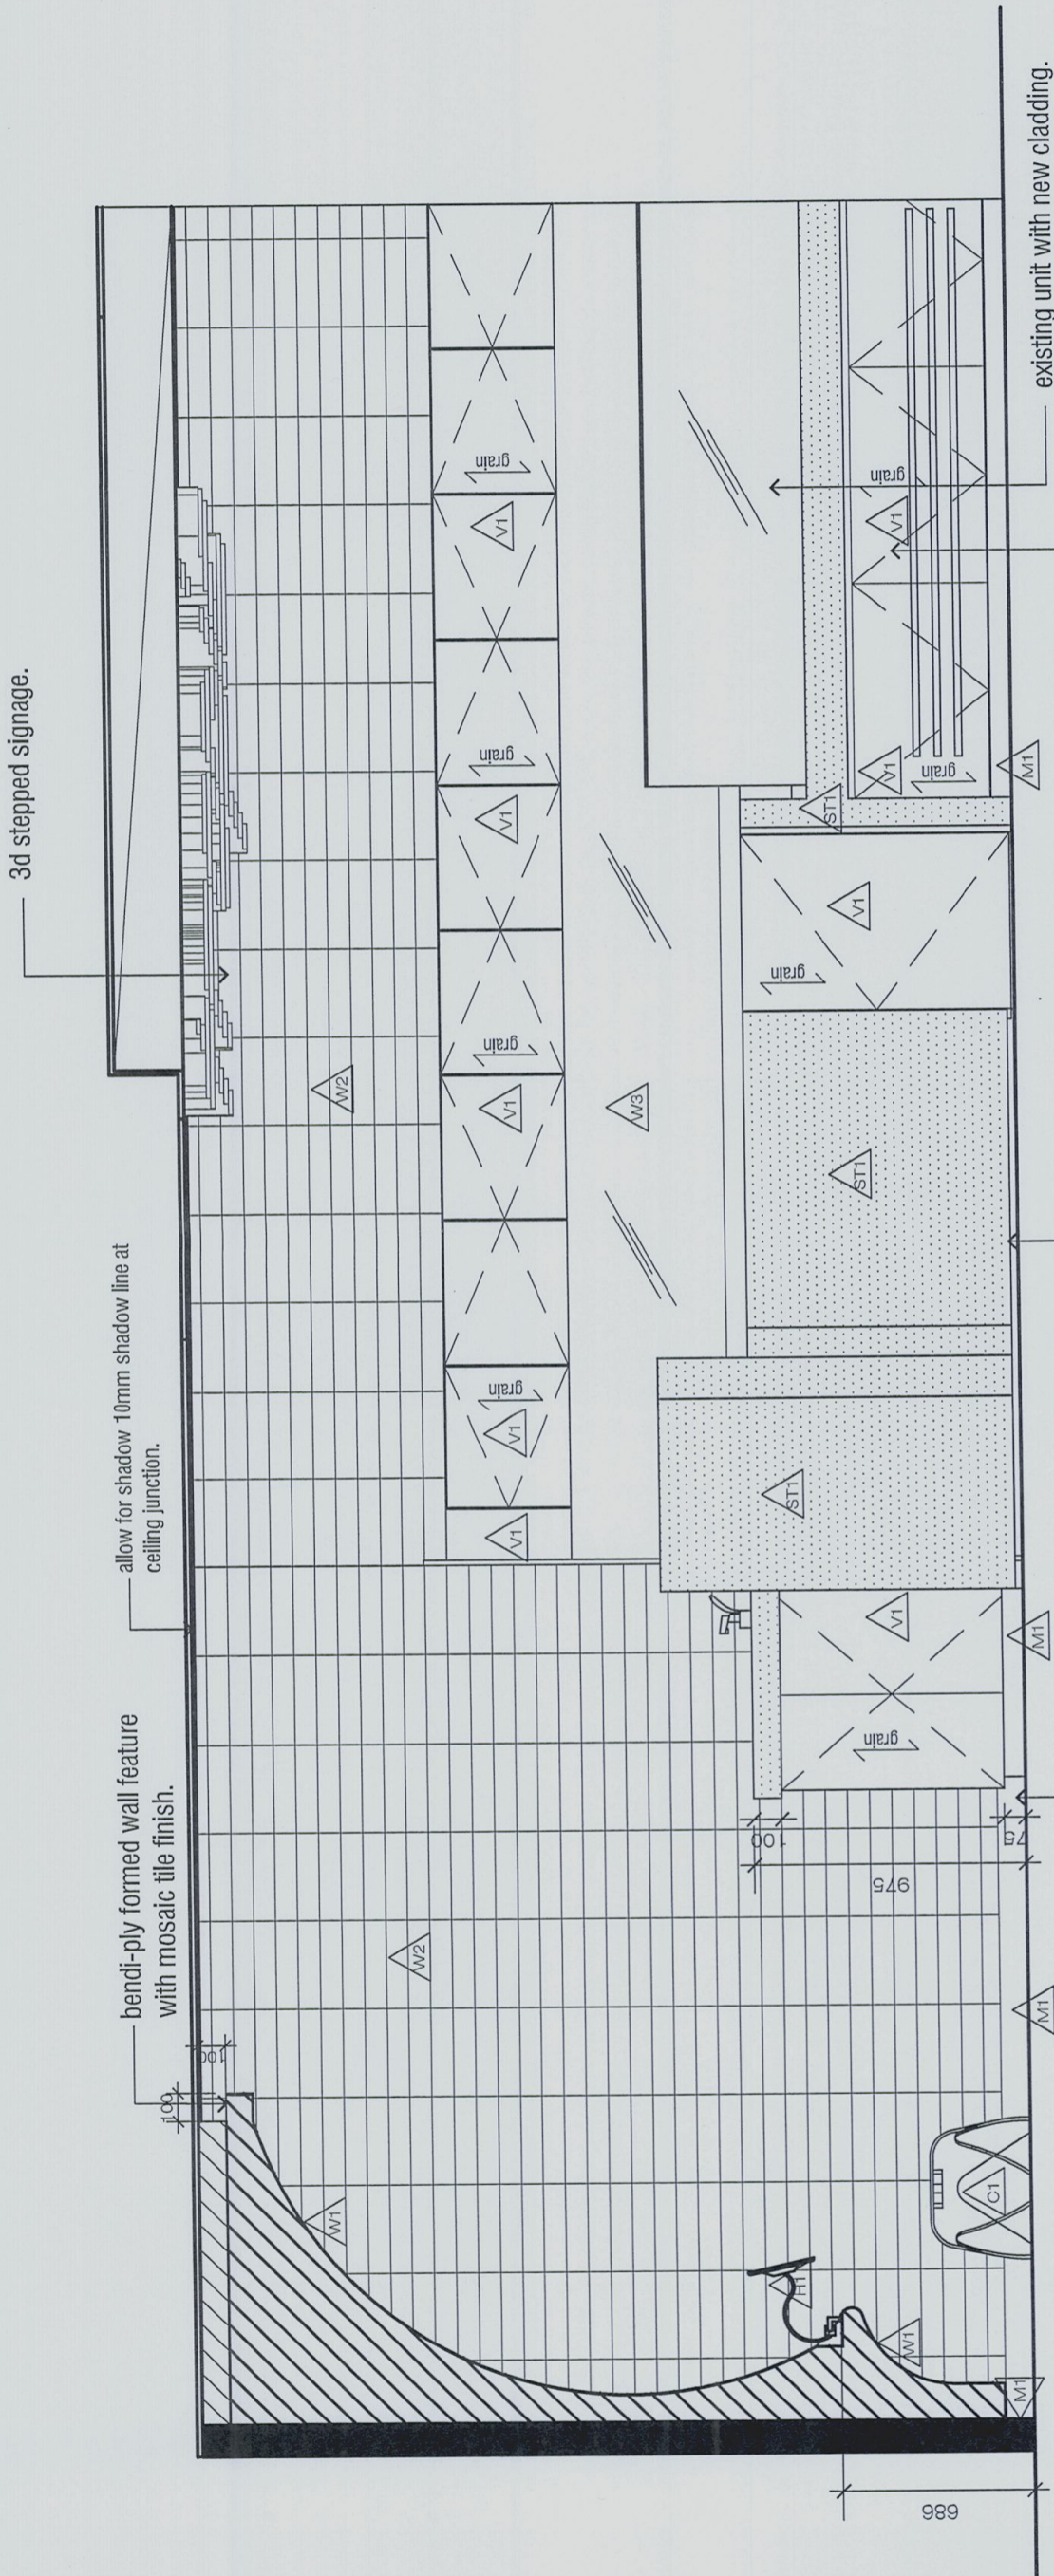 3d stepped signage.
allow for shadow 10mm shadow line at
ceiling junction.
bendi-ply formed wall feature
with mosaic tile finish.
100
100
W1
W2
W2
V1
V1
grain
V1
grain
V1
grain
V1
grain
W3
H1
W1
M1
686
C1
M1
975
100
75
grain
V1
M1
ST1
ST1
grain
V1
ST1
V1
grain
M1
V1
grain
existing unit with new cladding.